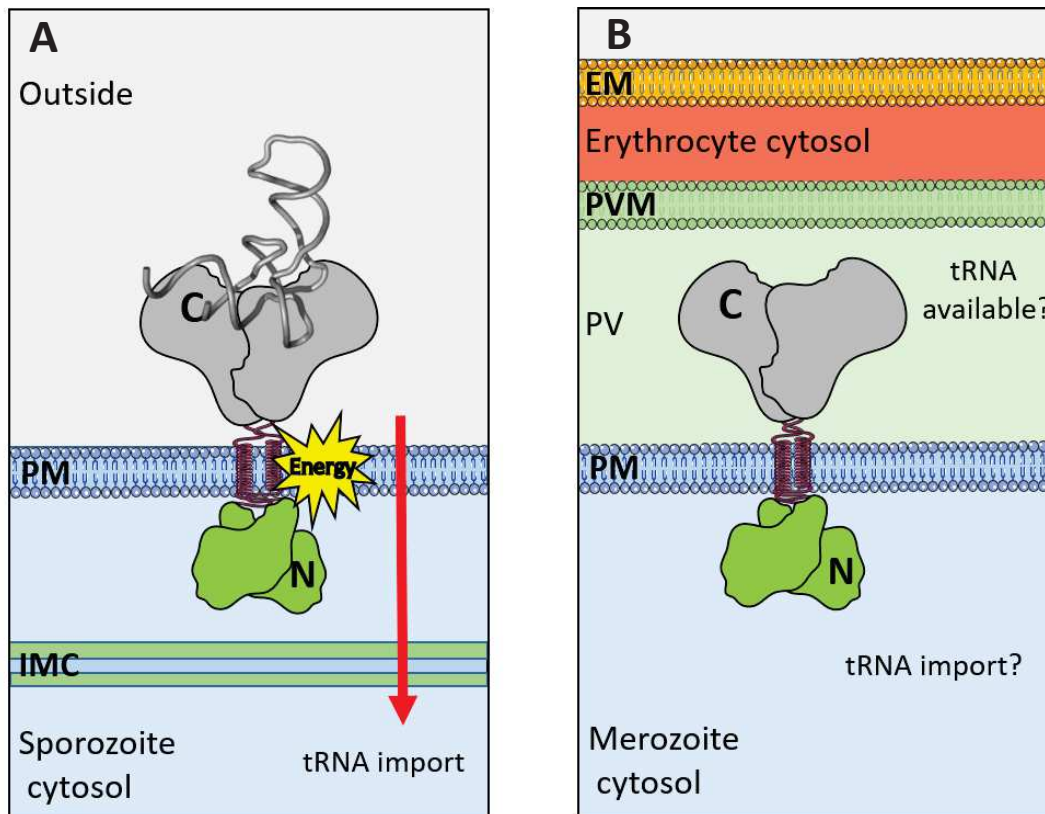 A
Outside
C
PM
Energy
N
IMC
Sporozoite
cytosol
tRNA import
B
EM
Erythrocyte cytosol
PVM
tRNA
available?
C
PV
PM
N
tRNA import?
Merozoite
cytosol